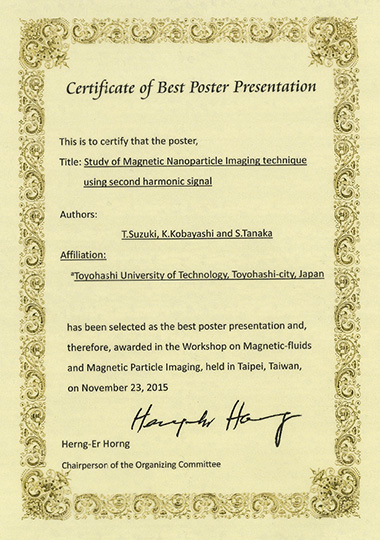 Certificate of Best Poster Presentation
This is to certify that the poster,
Title: Study of Magnetic Nanoparticle Imaging technique
using second harmonic signal
Authors:
T.Suzuki, K.Kobayashi and S.Tanaka
Affiliation:
ªToyohashi University of Technology, Toyohashi-city, Japan
has been selected as the best poster presentation and,
therefore, awarded in the Workshop on Magnetic-fluids
and Magnetic Particle Imaging, held in Taipei, Taiwan,
on November 23, 2015
Herng-Er Horng
Herng-Er Horng
Chairperson of the Organizing Committee